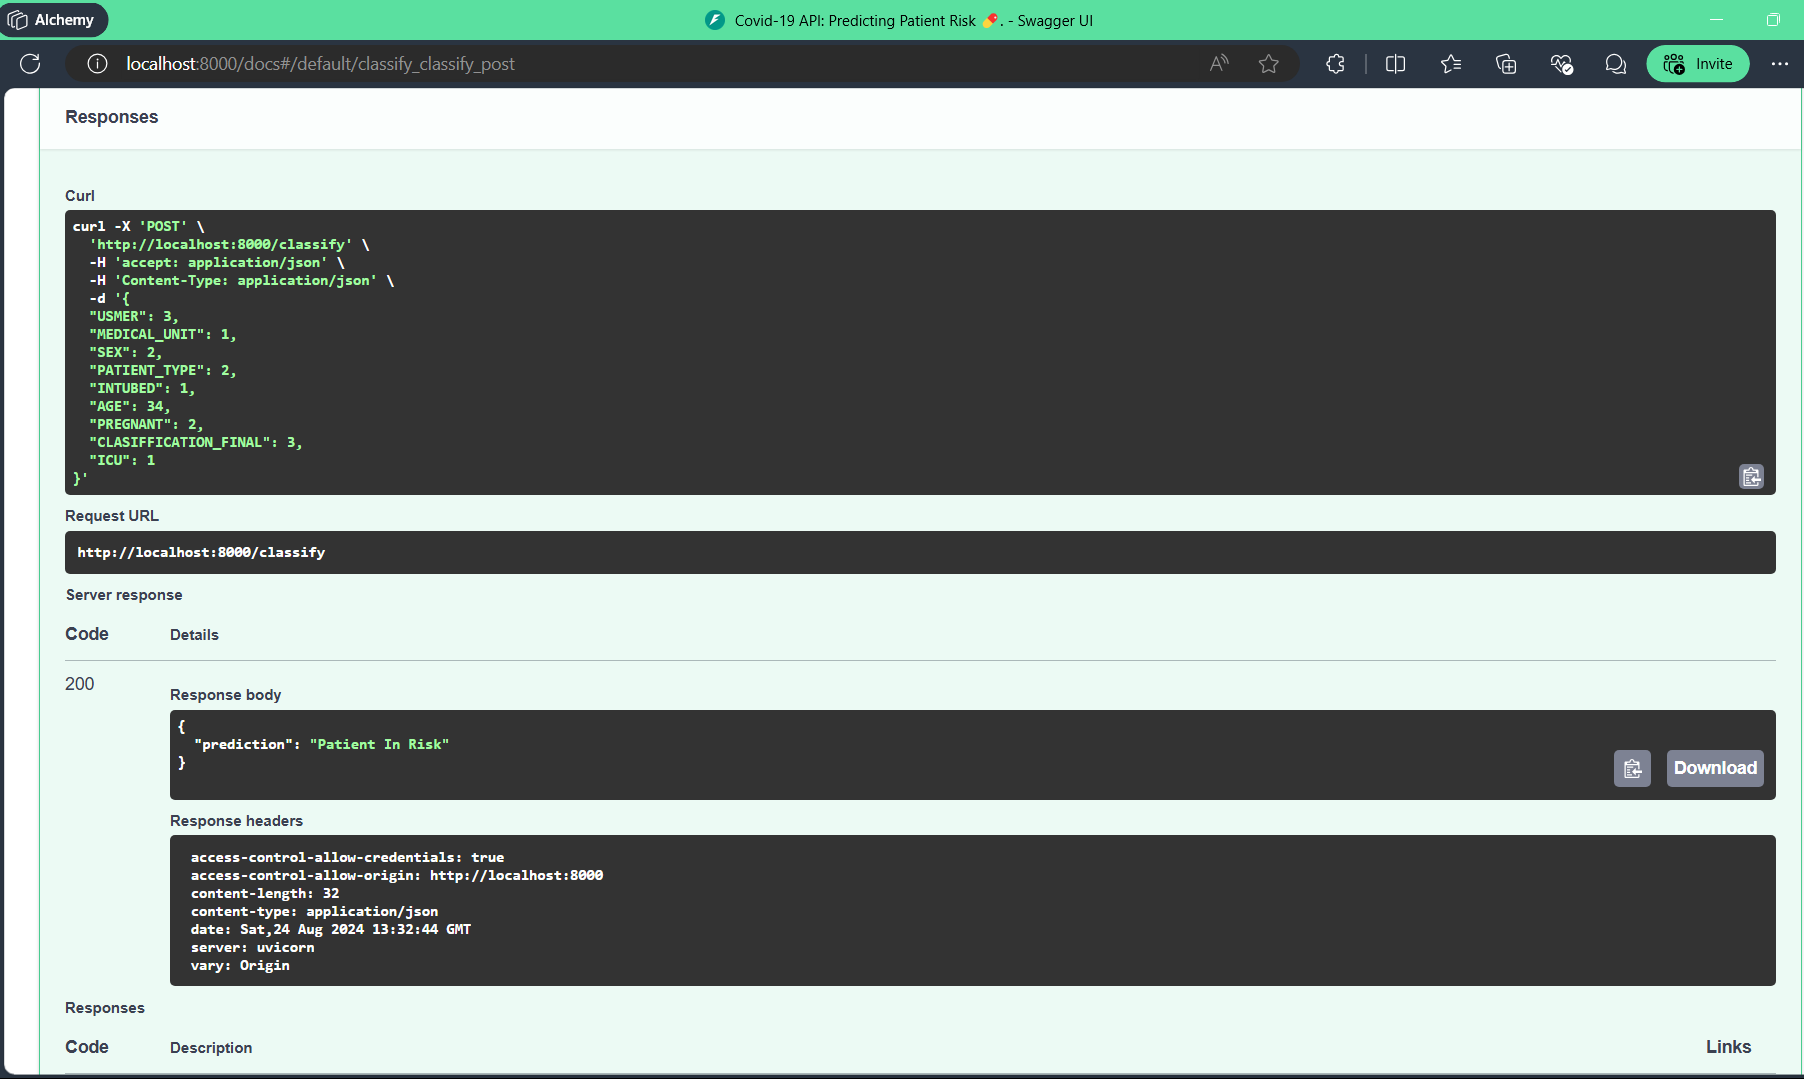 Alchemy
Covid-19 API: Predicting Patient Risk 💊. - Swagger UI
localhost:8000/docs#/default/classify_classify_post
Invite
Responses
Curl
curl -X 'POST' \
  'http://localhost:8000/classify' \
  -H 'accept: application/json' \
  -H 'Content-Type: application/json' \
  -d '{
  "USMER": 3,
  "MEDICAL_UNIT": 1,
  "SEX": 2,
  "PATIENT_TYPE": 2,
  "INTUBED": 1,
  "AGE": 34,
  "PREGNANT": 2,
  "CLASIFFICATION_FINAL": 3,
  "ICU": 1
}'
Request URL
http://localhost:8000/classify
Server response
Code Details
200
Response body
{
  "prediction": "Patient In Risk"
}
Download
Response headers
access-control-allow-credentials: true
access-control-allow-origin: http://localhost:8000
content-length: 32
content-type: application/json
date: Sat,24 Aug 2024 13:32:44 GMT
server: uvicorn
vary: Origin
Responses
Code Description Links